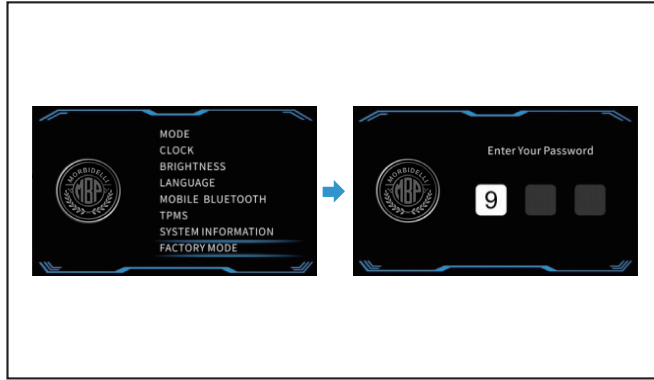 MORBIDELLI
MBP
MODE
CLOCK
BRIGHTNESS
LANGUAGE
MOBILE BLUETOOTH
TPMS
SYSTEM INFORMATION
FACTORY MODE
MORBIDELLI
MBP
Enter Your Password
9